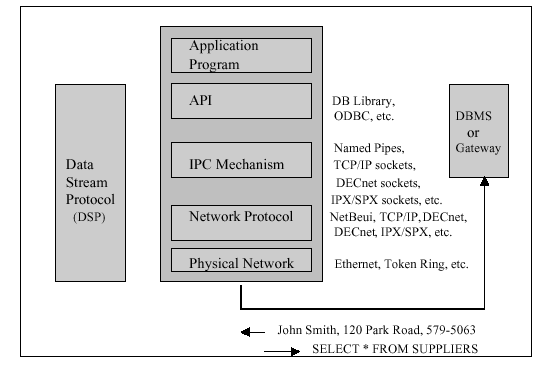 Application
Program
API
DB Library,
ODBC, etc.
DBMS
or
Gateway
Data
Stream
Protocol
(DSP)
IPC Mechanism
Named Pipes,
TCP/IP sockets,
DECnet sockets,
IPX/SPX sockets, etc.
Network Protocol
NetBeui, TCP/IP, DECnet,
DECnet, IPX/SPX, etc.
Physical Network
Ethernet, Token Ring, etc.
John Smith, 120 Park Road, 579-5063
SELECT * FROM SUPPLIERS